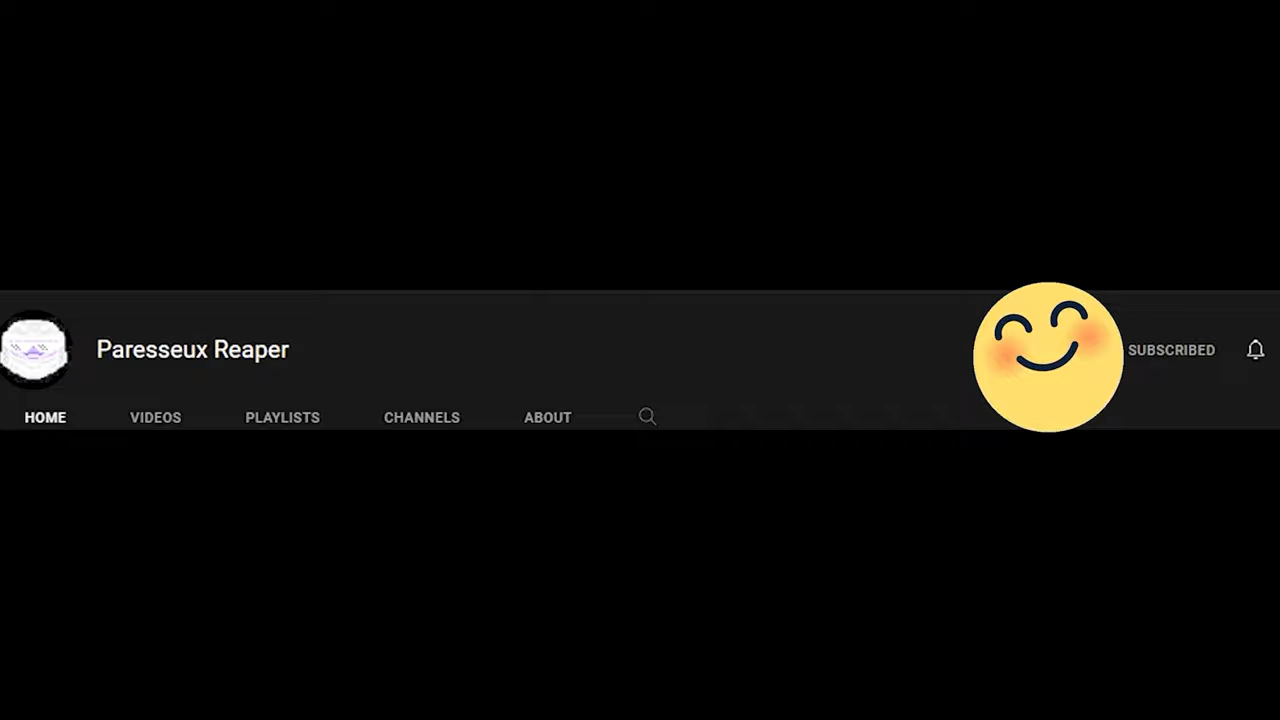 Paresseux Reaper
SUBSCRIBED
HOME VIDEOS PLAYLISTS CHANNELS ABOUT